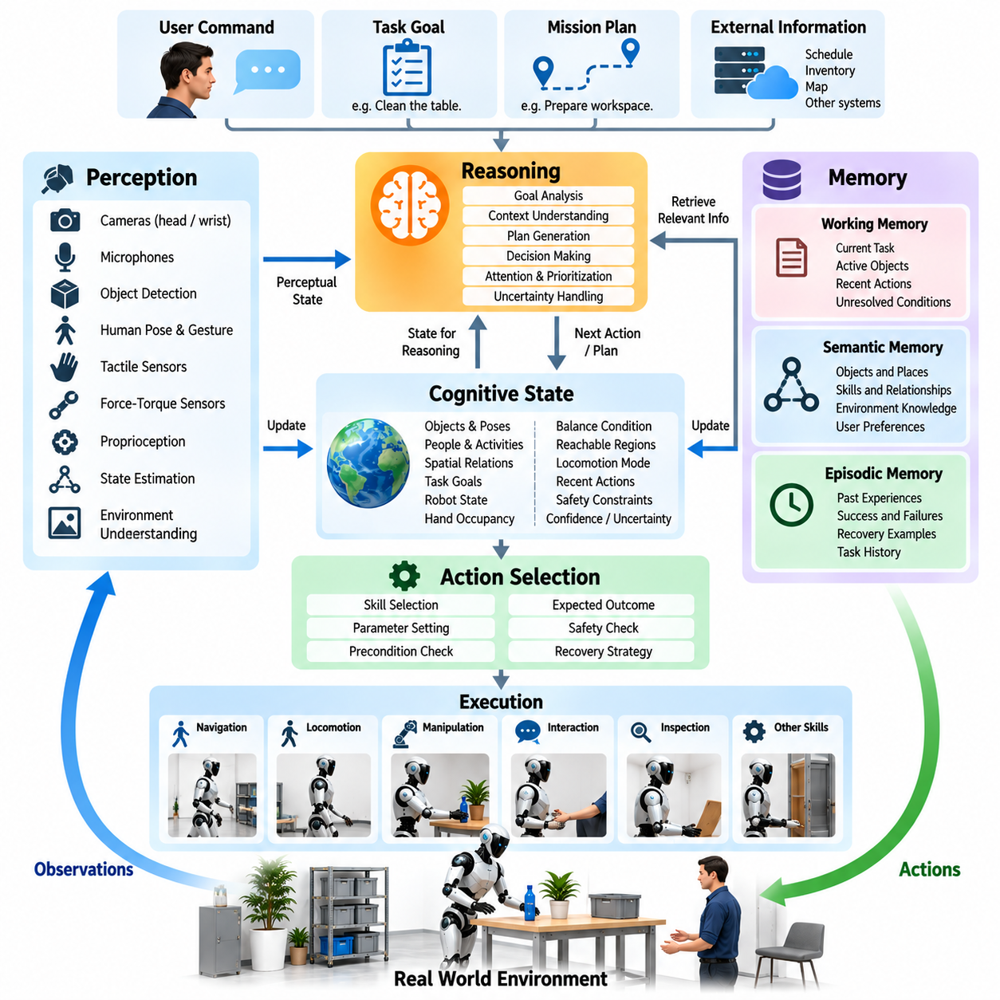 User Command
Task Goal
e.g. Clean the table.
Mission Plan
e.g. Prepare workspace.
External Information
Schedule
Inventory
Map
Other systems
Perception
Cameras (head / wrist)
Microphones
Object Detection
Human Pose & Gesture
Tactile Sensors
Force-Torque Sensors
Proprioception
State Estimation
Environment
Understanding
Perceptual
State
Update
Reasoning
Goal Analysis
Context Understanding
Plan Generation
Decision Making
Attention & Prioritization
Uncertainty Handling
Retrieve
Relevant Info
State for
Reasoning
Next Action
/ Plan
Cognitive State
Objects & Poses
People & Activities
Spatial Relations
Task Goals
Robot State
Hand Occupancy
Balance Condition
Reachable Regions
Locomotion Mode
Recent Actions
Safety Constraints
Confidence / Uncertainty
Update
Memory
Working Memory
Current Task
Active Objects
Recent Actions
Unresolved Conditions
Semantic Memory
Objects and Places
Skills and Relationships
Environment Knowledge
User Preferences
Episodic Memory
Past Experiences
Success and Failures
Recovery Examples
Task History
Action Selection
Skill Selection
Parameter Setting
Precondition Check
Expected Outcome
Safety Check
Recovery Strategy
Execution
Navigation
Locomotion
Manipulation
Interaction
Inspection
Other Skills
Observations
Actions
Real World Environment